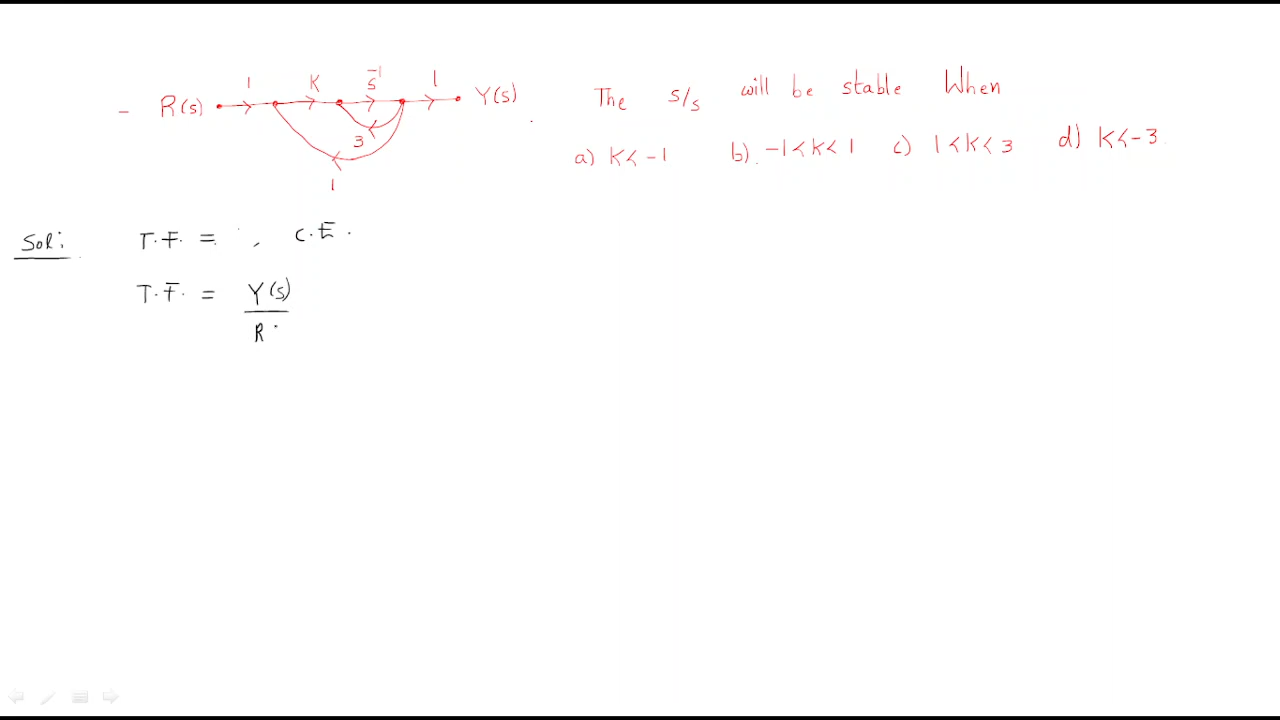 1 K s⁻¹ 1
– R(s) Y(s)
3
1
The s/s will be stable When
a) K < -1 b) -1 < K < 1 c) 1 < K < 3 d) K < -3
Sol:
T.F. = , C.E.
T.F. = Y(s)
R